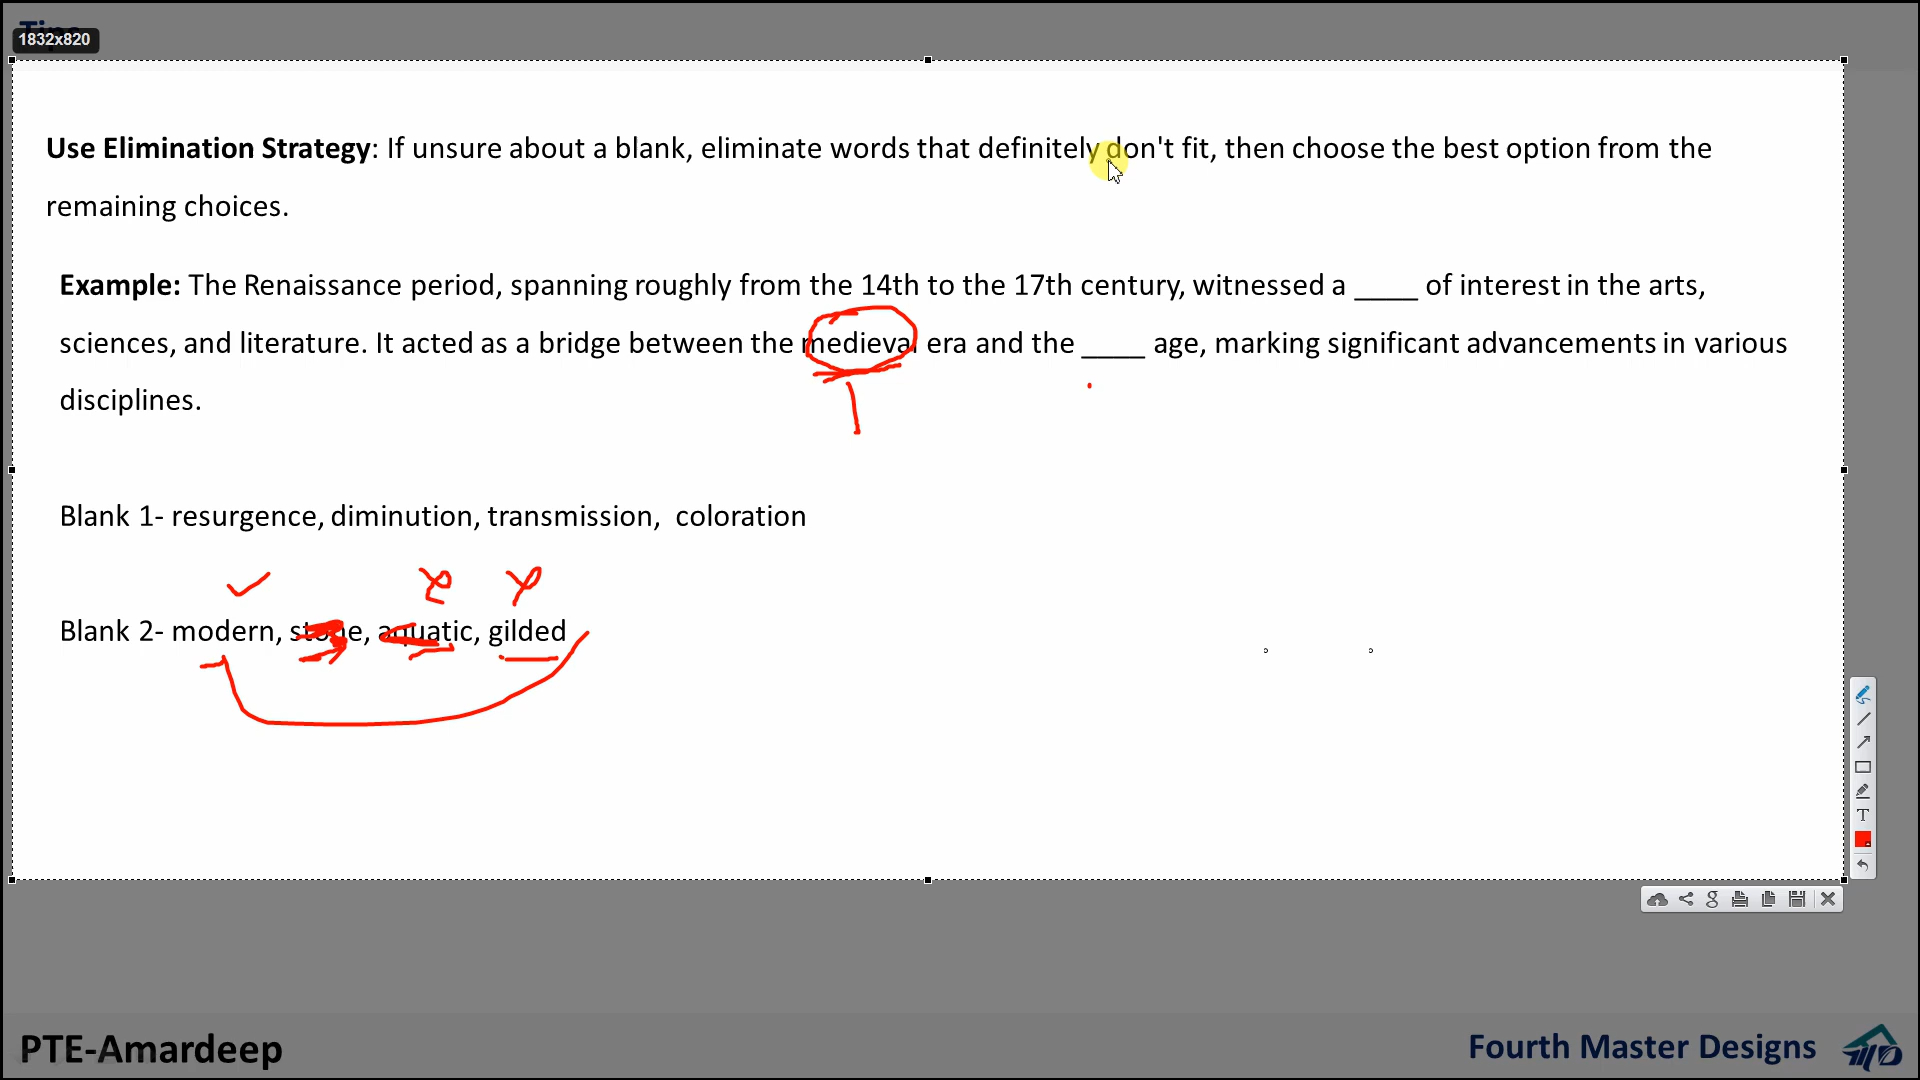 1832x820
Use Elimination Strategy: If unsure about a blank, eliminate words that definitely don't fit, then choose the best option from the
remaining choices.
Example: The Renaissance period, spanning roughly from the 14th to the 17th century, witnessed a ____ of interest in the arts,
sciences, and literature. It acted as a bridge between the medieval era and the ____ age, marking significant advancements in various
disciplines.
Blank 1- resurgence, diminution, transmission, coloration
Blank 2- modern, stone, aquatic, gilded
PTE-Amardeep
Fourth Master Designs